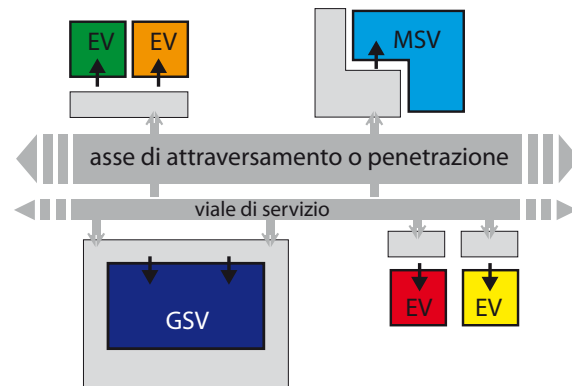 EV
EV
MSV
asse di attraversamento o penetrazione
viale di servizio
GSV
EV
EV